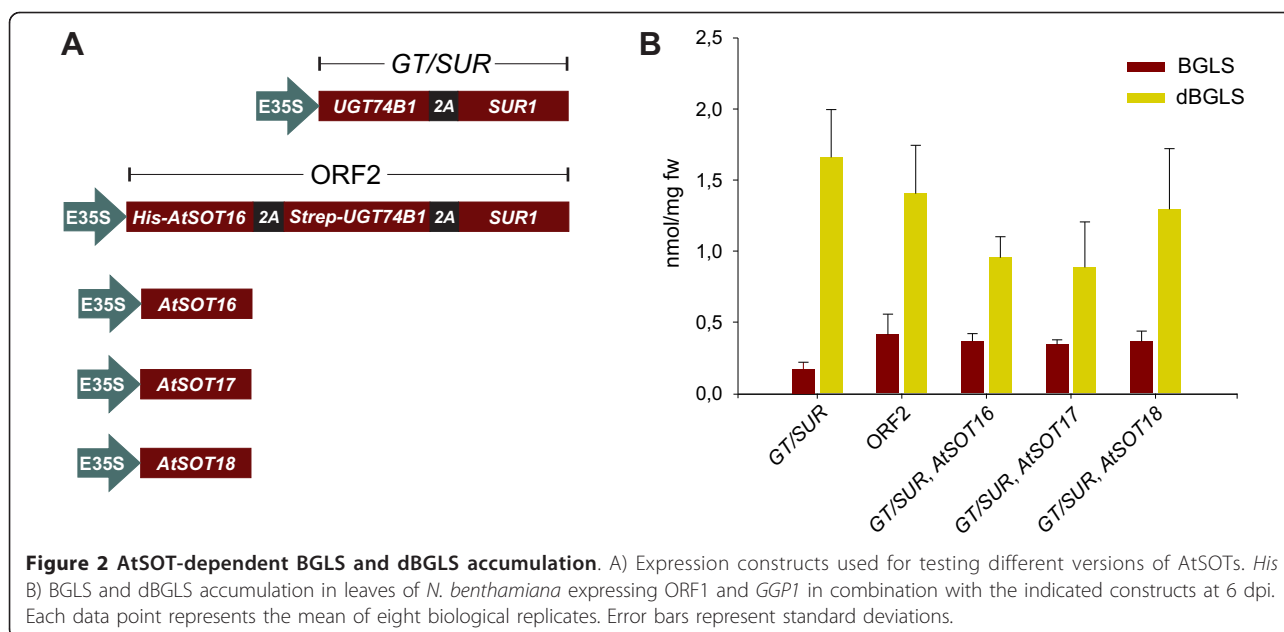 A
GT/SUR
E35S UGT74B1 2A SUR1
ORF2
E35S His-AtSOT16 2A Strep-UGT74B1 2A SUR1
E35S AtSOT16
E35S AtSOT17
E35S AtSOT18
B
2,5
2,0
1,5
1,0
0,5
0,0
nmol/mg fw
BGLS
dBGLS
GT/SUR
ORF2
GT/SUR, AtSOT16
GT/SUR, AtSOT17
GT/SUR, AtSOT18
Figure 2 AtSOT-dependent BGLS and dBGLS accumulation. A) Expression constructs used for testing different versions of AtSOTs. His
B) BGLS and dBGLS accumulation in leaves of N. benthamiana expressing ORF1 and GGP1 in combination with the indicated constructs at 6 dpi.
Each data point represents the mean of eight biological replicates. Error bars represent standard deviations.